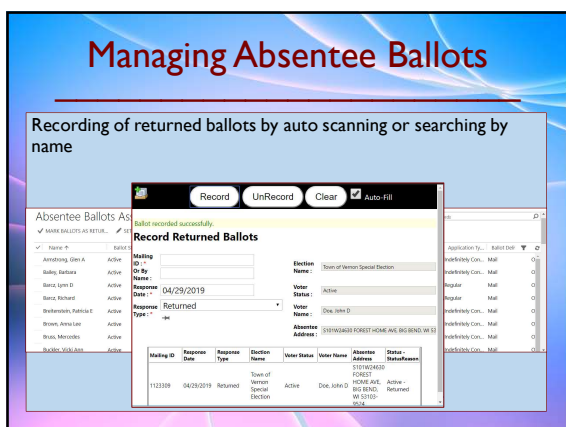 Managing Absentee Ballots
Recording of returned ballots by auto scanning or searching by
name
Record UnRecord Clear Auto-Fill
Ballot recorded successfully.
Record Returned Ballots
Mailing
ID : *
Or By
Name :
Response
Date : * 04/29/2019
Response
Type : * Returned
Election
Name : Town of Vernon Special Election
Voter
Status : Active
Voter
Name : Doe, John D
Absentee
Address : S101W24630 FOREST HOME AVE, BIG BEND, WI 53
Mailing ID Response Date Response Type Election Name Voter Status Voter Name Absentee Address Status - StatusReason
1123309 04/29/2019 Returned Town of Vernon Special Election Active Doe, John D S101W24630 FOREST HOME AVE, BIG BEND, WI 53103- Active - Returned
Absentee Ballots As
MARK BALLOTS AS RETUR... SET
Name Ballot S Application Ty... Ballot Deli
Armstrong, Glen A Active Indefinitely Con... Mail
Bailey, Barbara Active Indefinitely Con... Mail
Barcz, Lynn D Active Regular Mail
Barcz, Richard Active Regular Mail
Breitenstein, Patricia E Active Indefinitely Con... Mail
Brown, Anna Lee Active Indefinitely Con... Mail
Bruss, Mercedes Active Indefinitely Con... Mail
Buckler, Vicki Ann Active Indefinitely Con... Mail